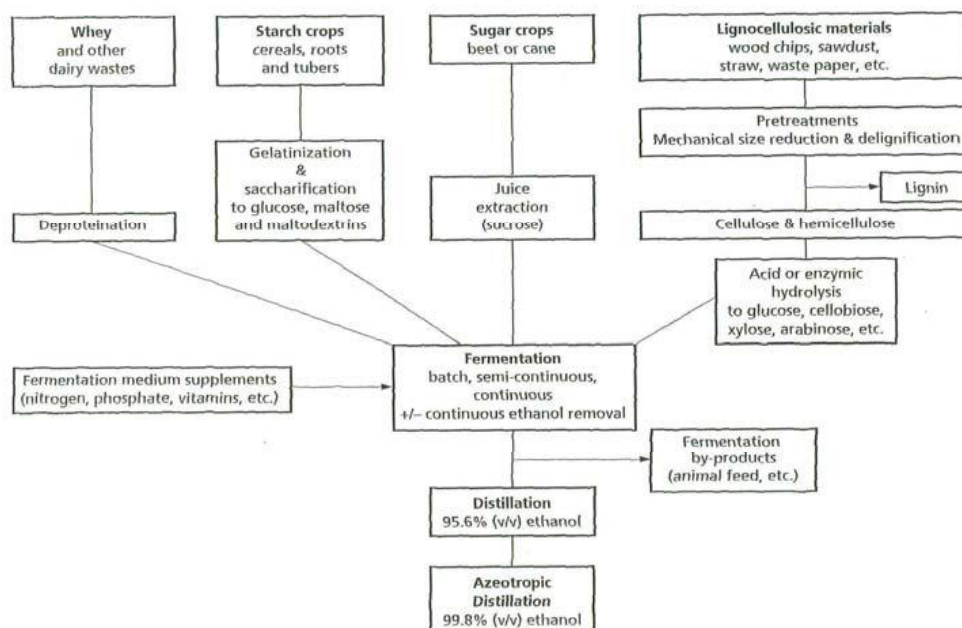 Whey
and other
dairy wastes
Starch crops
cereals, roots
and tubers
Sugar crops
beet or cane
Lignocellulosic materials
wood chips, sawdust,
straw, waste paper, etc.
Pretreatments
Mechanical size reduction & delignification
Gelatinization
&
saccharification
to glucose, maltose
and maltodextrins
Juice
extraction
(sucrose)
Lignin
Deproteination
Cellulose & hemicellulose
Acid or enzymic
hydrolysis
to glucose, cellobiose,
xylose, arabinose, etc.
Fermentation
batch, semi-continuous,
continuous
+/– continuous ethanol removal
Fermentation medium supplements
(nitrogen, phosphate, vitamins, etc.)
Fermentation
by-products
(animal feed, etc.)
Distillation
95.6% (v/v) ethanol
Azeotropic
Distillation
99.8% (v/v) ethanol